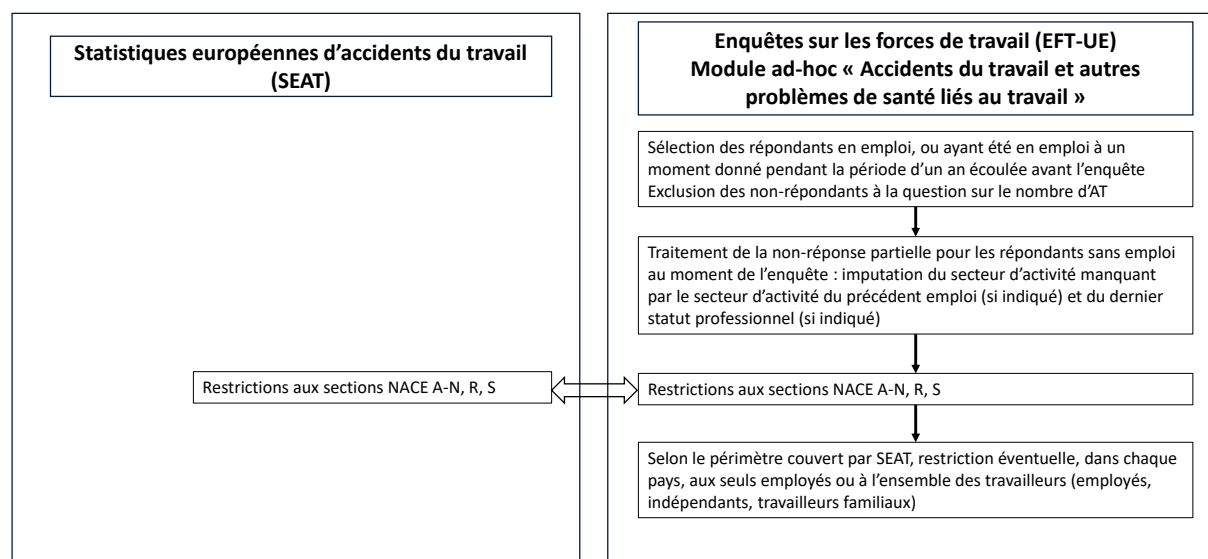 Statistiques européennes d’accidents du travail
(SEAT)
Enquêtes sur les forces de travail (EFT-UE)
Module ad-hoc « Accidents du travail et autres
problèmes de santé liés au travail »
Sélection des répondants en emploi, ou ayant été en emploi à un
moment donné pendant la période d’un an écoulée avant l’enquête
Exclusion des non-répondants à la question sur le nombre d’AT
Traitement de la non-réponse partielle pour les répondants sans emploi
au moment de l’enquête : imputation du secteur d’activité manquant
par le secteur d’activité du précédent emploi (si indiqué) et du dernier
statut professionnel (si indiqué)
Restrictions aux sections NACE A-N, R, S
Restrictions aux sections NACE A-N, R, S
Selon le périmètre couvert par SEAT, restriction éventuelle, dans chaque
pays, aux seuls employés ou à l’ensemble des travailleurs (employés,
indépendants, travailleurs familiaux)